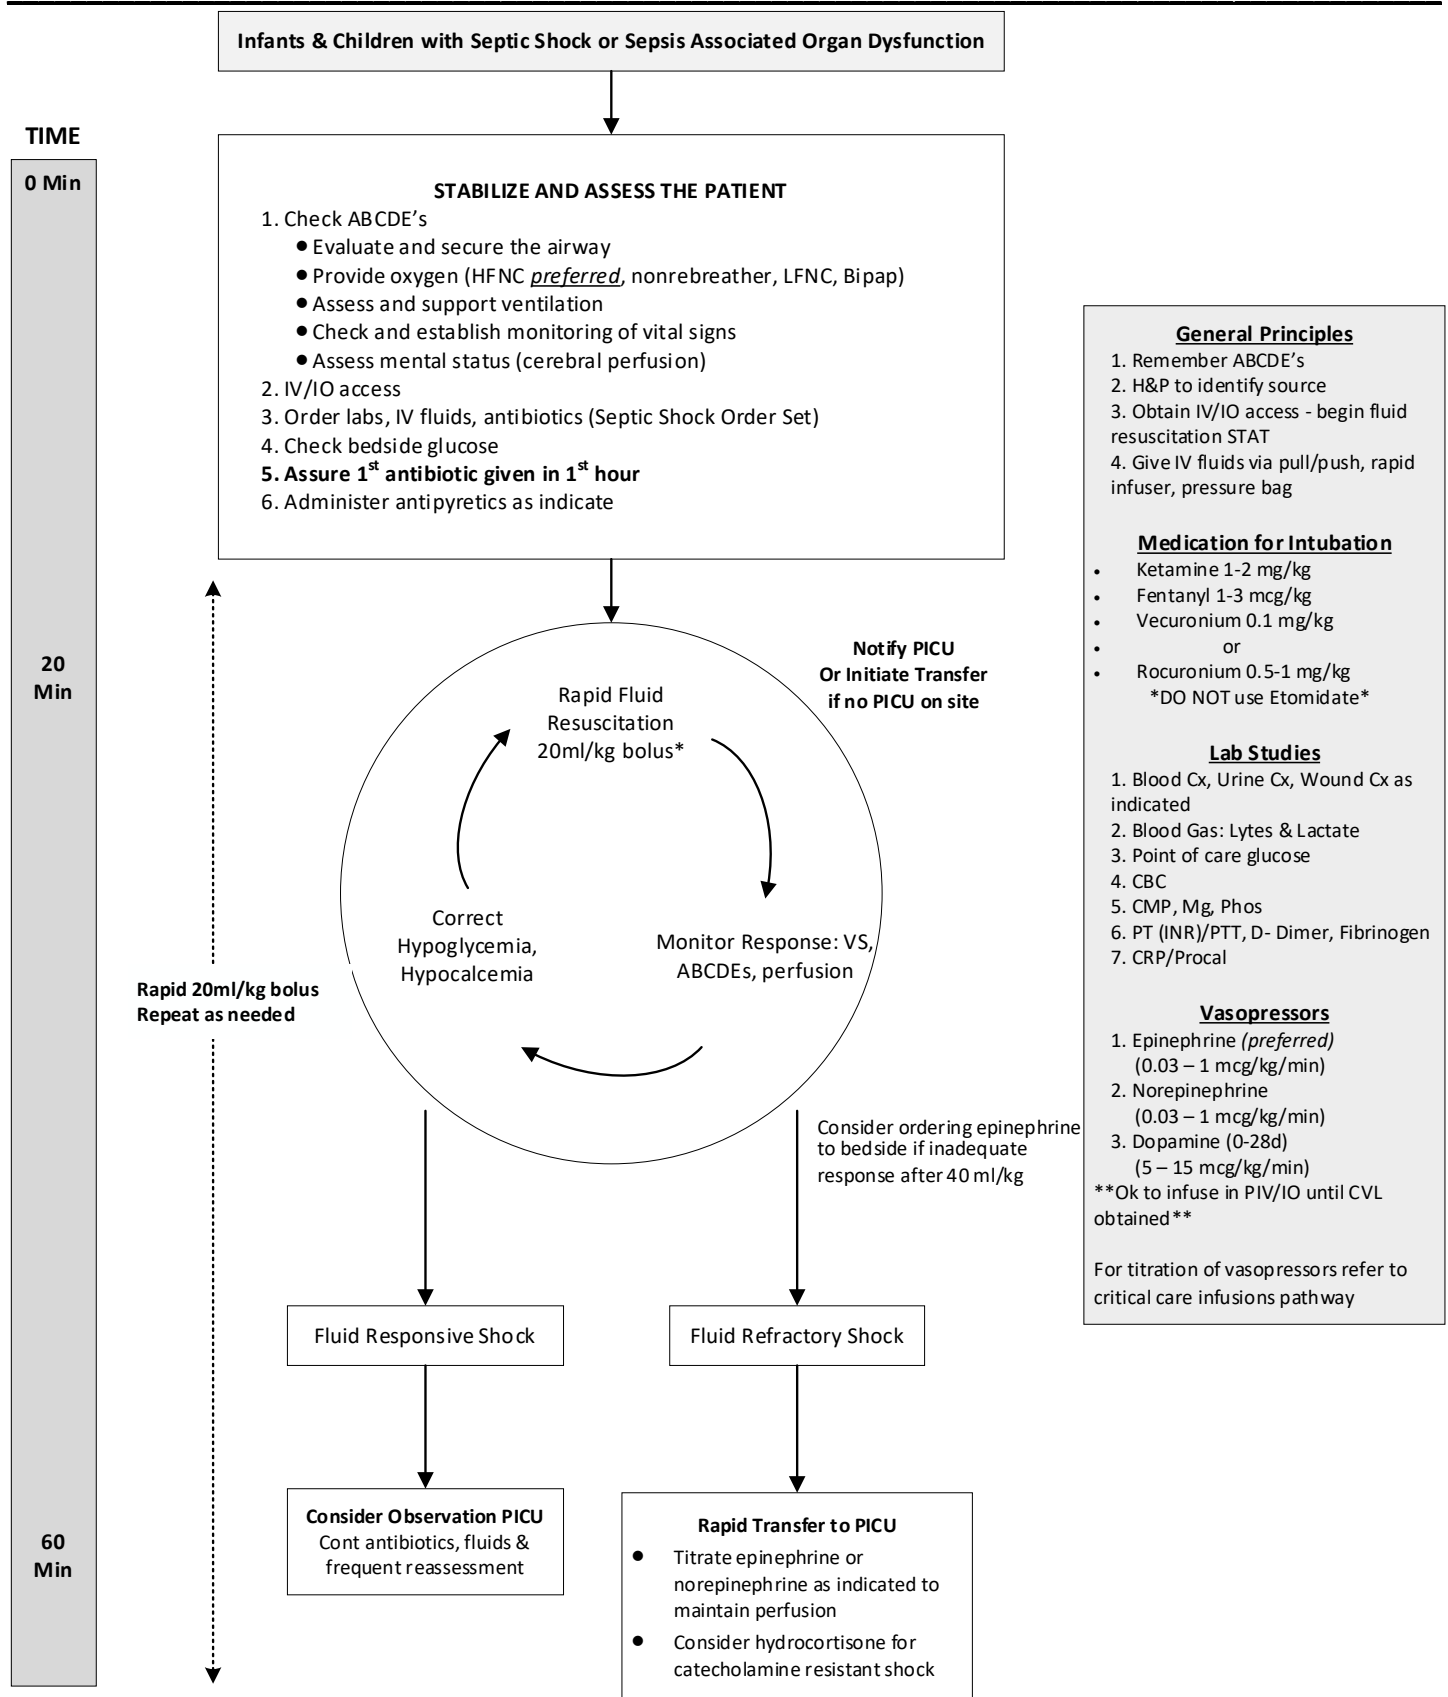 Infants & Children with Septic Shock or Sepsis Associated Organ Dysfunction
TIME
0 Min
STABILIZE AND ASSESS THE PATIENT
1. Check ABCDE's
● Evaluate and secure the airway
● Provide oxygen (HFNC preferred, nonrebreather, LFNC, Bipap)
● Assess and support ventilation
● Check and establish monitoring of vital signs
● Assess mental status (cerebral perfusion)
2. IV/IO access
3. Order labs, IV fluids, antibiotics (Septic Shock Order Set)
4. Check bedside glucose
5. Assure 1st antibiotic given in 1st hour
6. Administer antipyretics as indicate
20
Min
Notify PICU
Or Initiate Transfer
if no PICU on site
Rapid Fluid
Resuscitation
20ml/kg bolus*
Monitor Response: VS,
ABCDEs, perfusion
Correct
Hypoglycemia,
Hypocalcemia
Rapid 20ml/kg bolus
Repeat as needed
Consider ordering epinephrine
to bedside if inadequate
response after 40 ml/kg
Fluid Responsive Shock
Fluid Refractory Shock
60
Min
Consider Observation PICU
Cont antibiotics, fluids &
frequent reassessment
Rapid Transfer to PICU
● Titrate epinephrine or
norepinephrine as indicated to
maintain perfusion
● Consider hydrocortisone for
catecholamine resistant shock
General Principles
1. Remember ABCDE's
2. H&P to identify source
3. Obtain IV/IO access - begin fluid
resuscitation STAT
4. Give IV fluids via pull/push, rapid
infuser, pressure bag
Medication for Intubation
• Ketamine 1-2 mg/kg
• Fentanyl 1-3 mcg/kg
• Vecuronium 0.1 mg/kg
• or
• Rocuronium 0.5-1 mg/kg
*DO NOT use Etomidate*
Lab Studies
1. Blood Cx, Urine Cx, Wound Cx as
indicated
2. Blood Gas: Lytes & Lactate
3. Point of care glucose
4. CBC
5. CMP, Mg, Phos
6. PT (INR)/PTT, D- Dimer, Fibrinogen
7. CRP/Procal
Vasopressors
1. Epinephrine (preferred)
(0.03 – 1 mcg/kg/min)
2. Norepinephrine
(0.03 – 1 mcg/kg/min)
3. Dopamine (0-28d)
(5 – 15 mcg/kg/min)
**Ok to infuse in PIV/IO until CVL
obtained**
For titration of vasopressors refer to
critical care infusions pathway